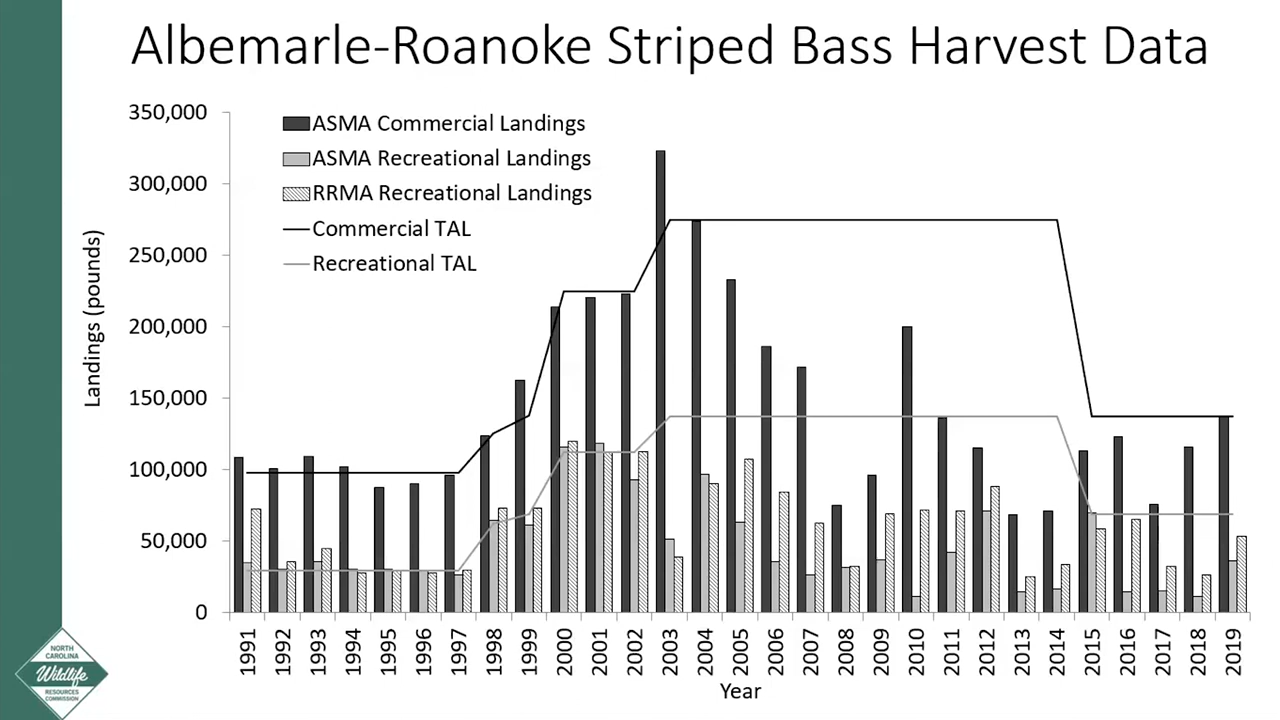 Albemarle-Roanoke Striped Bass Harvest Data
350,000
300,000
250,000
200,000
150,000
100,000
50,000
0
Landings (pounds)
ASMA Commercial Landings
ASMA Recreational Landings
RRMA Recreational Landings
Commercial TAL
Recreational TAL
1991
1992
1993
1994
1995
1996
1997
1998
1999
2000
2001
2002
2003
2004
2005
2006
2007
2008
2009
2010
2011
2012
2013
2014
2015
2016
2017
2018
2019
Year
NORTH
CAROLINA
Wildlife
RESOURCES
COMMISSION